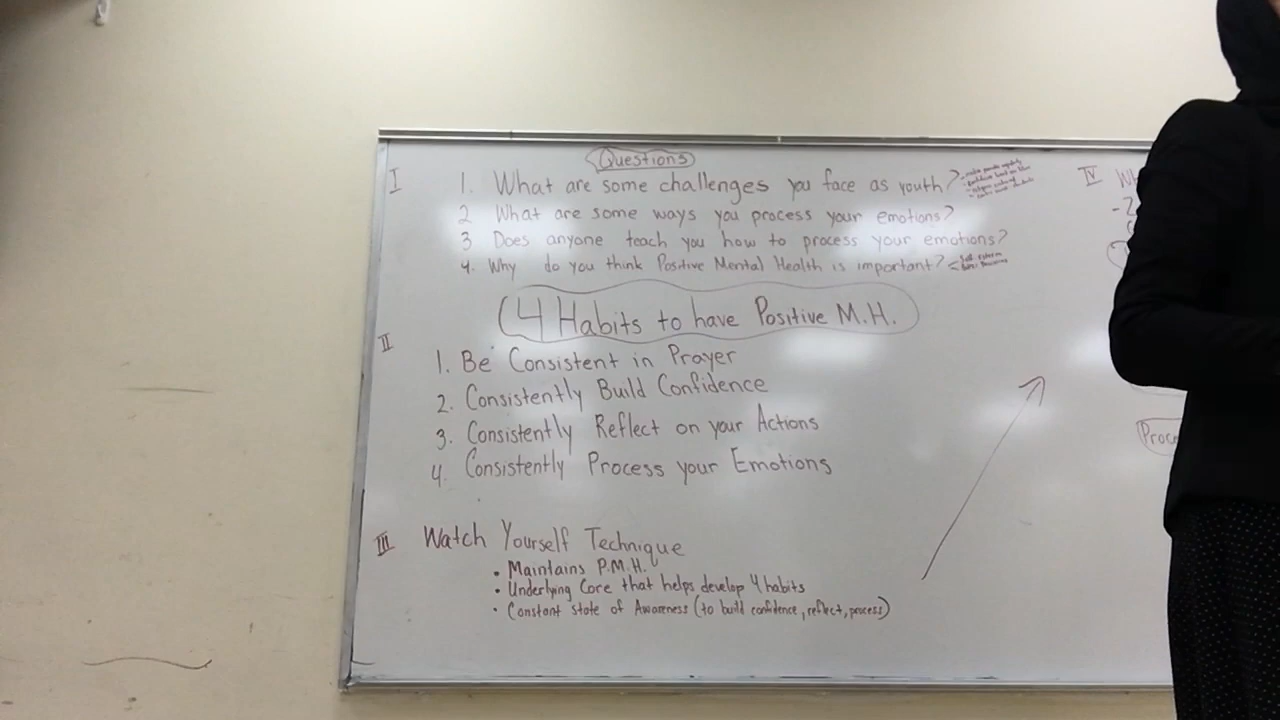 Questions
I
1. What are some challenges you face as youth?
2 What are some ways you process your emotions?
3 Does anyone teach you how to process your emotions?
4. Why do you think Positive Mental Health is important?
4 Habits to have Positive M.H.
II
1. Be Consistent in Prayer
2. Consistently Build Confidence
3. Consistently Reflect on your Actions
4. Consistently Process your Emotions
III Watch Yourself Technique
• Maintains P.M.H.
• Underlying Core that helps develop 4 habits
• Constant state of Awareness (to build confidence, reflect, process)
IV